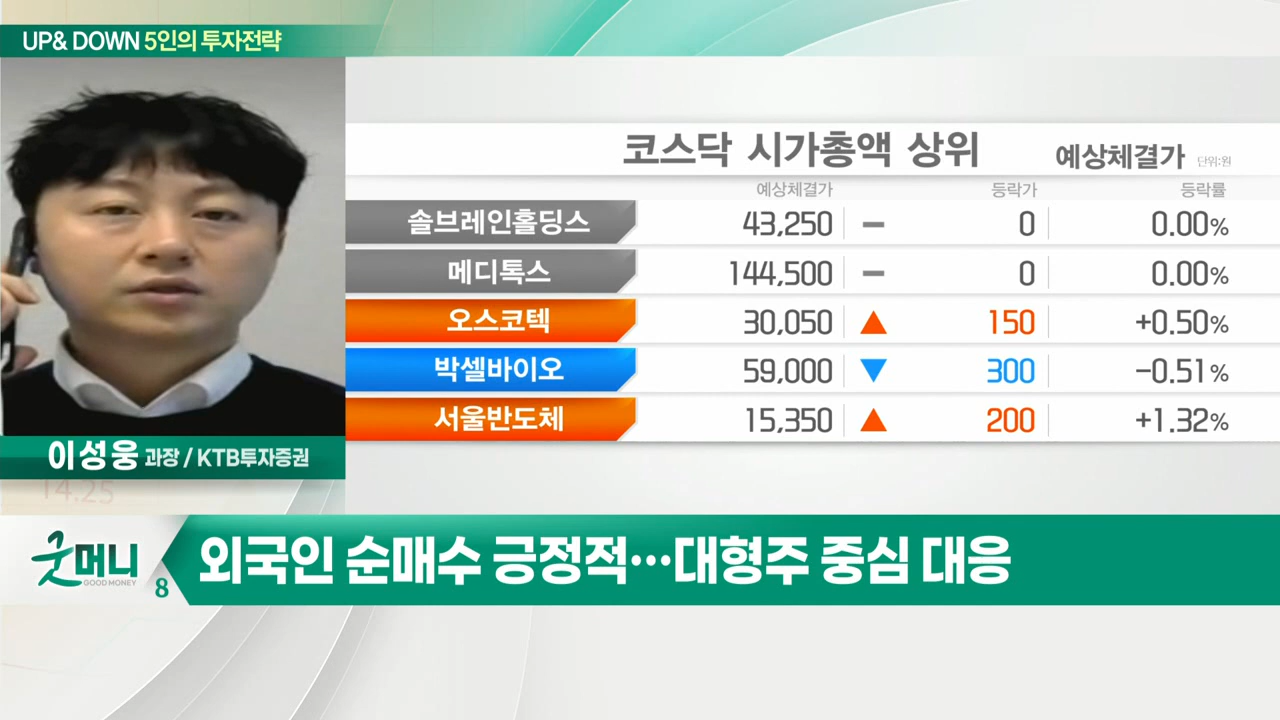 UP& DOWN 5인의 투자전략
코스닥 시가총액 상위 예상체결가 단위:원
예상체결가 등락가 등락률
솔브레인홀딩스 43,250 0 0.00%
메디톡스 144,500 0 0.00%
오스코텍 30,050 ▲ 150 +0.50%
박셀바이오 59,000 ▼ 300 -0.51%
서울반도체 15,350 ▲ 200 +1.32%
이성웅 과장 / KTB투자증권
14.25
굿머니
GOOD MONEY
8
외국인 순매수 긍정적…대형주 중심 대응